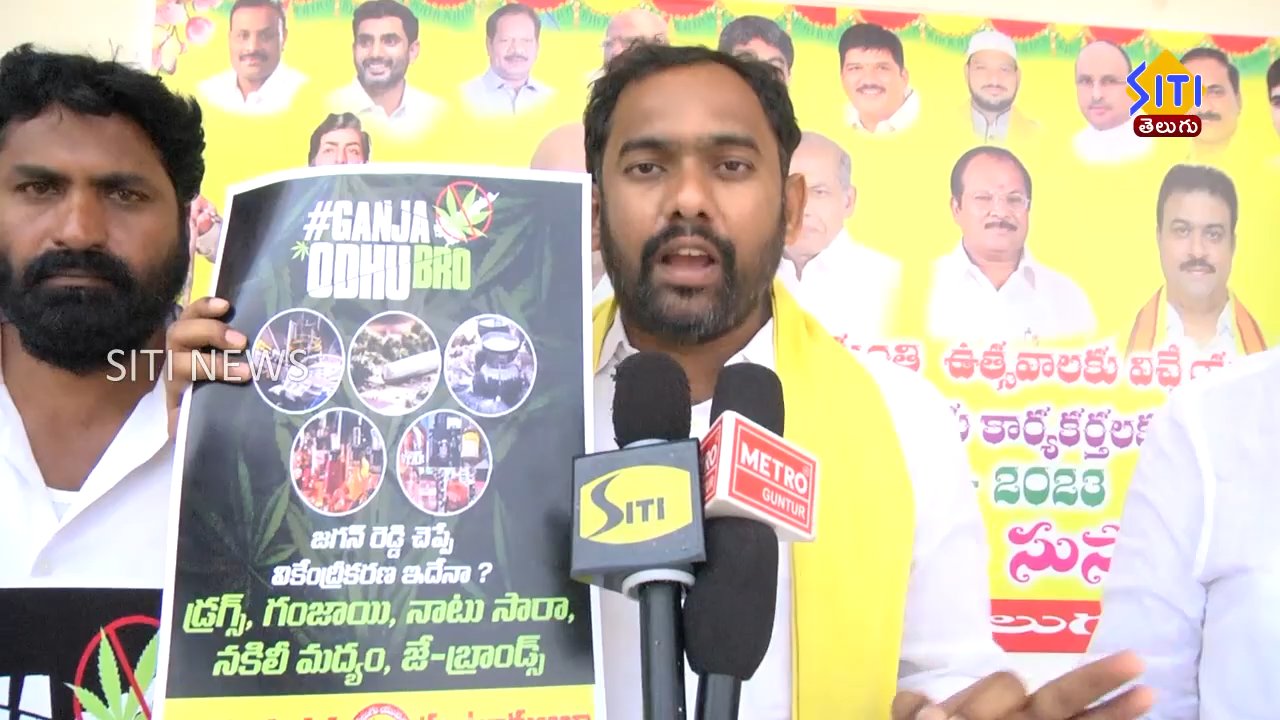 SITI
తెలుగు
#GANJA
ODHU BRO
SITI NEWS
ఉత్సవాలకు విచ్చే
కార్యకర్తలకు
2023
SITI
METRO
GUNTUR
జగన్ రెడ్డి చెప్పే
వికేంద్రీకరణ ఇదేనా ?
డ్రగ్స్, గంజాయి, నాటు సారా,
నకిలీ మద్యం, జే-బ్రాండ్స్